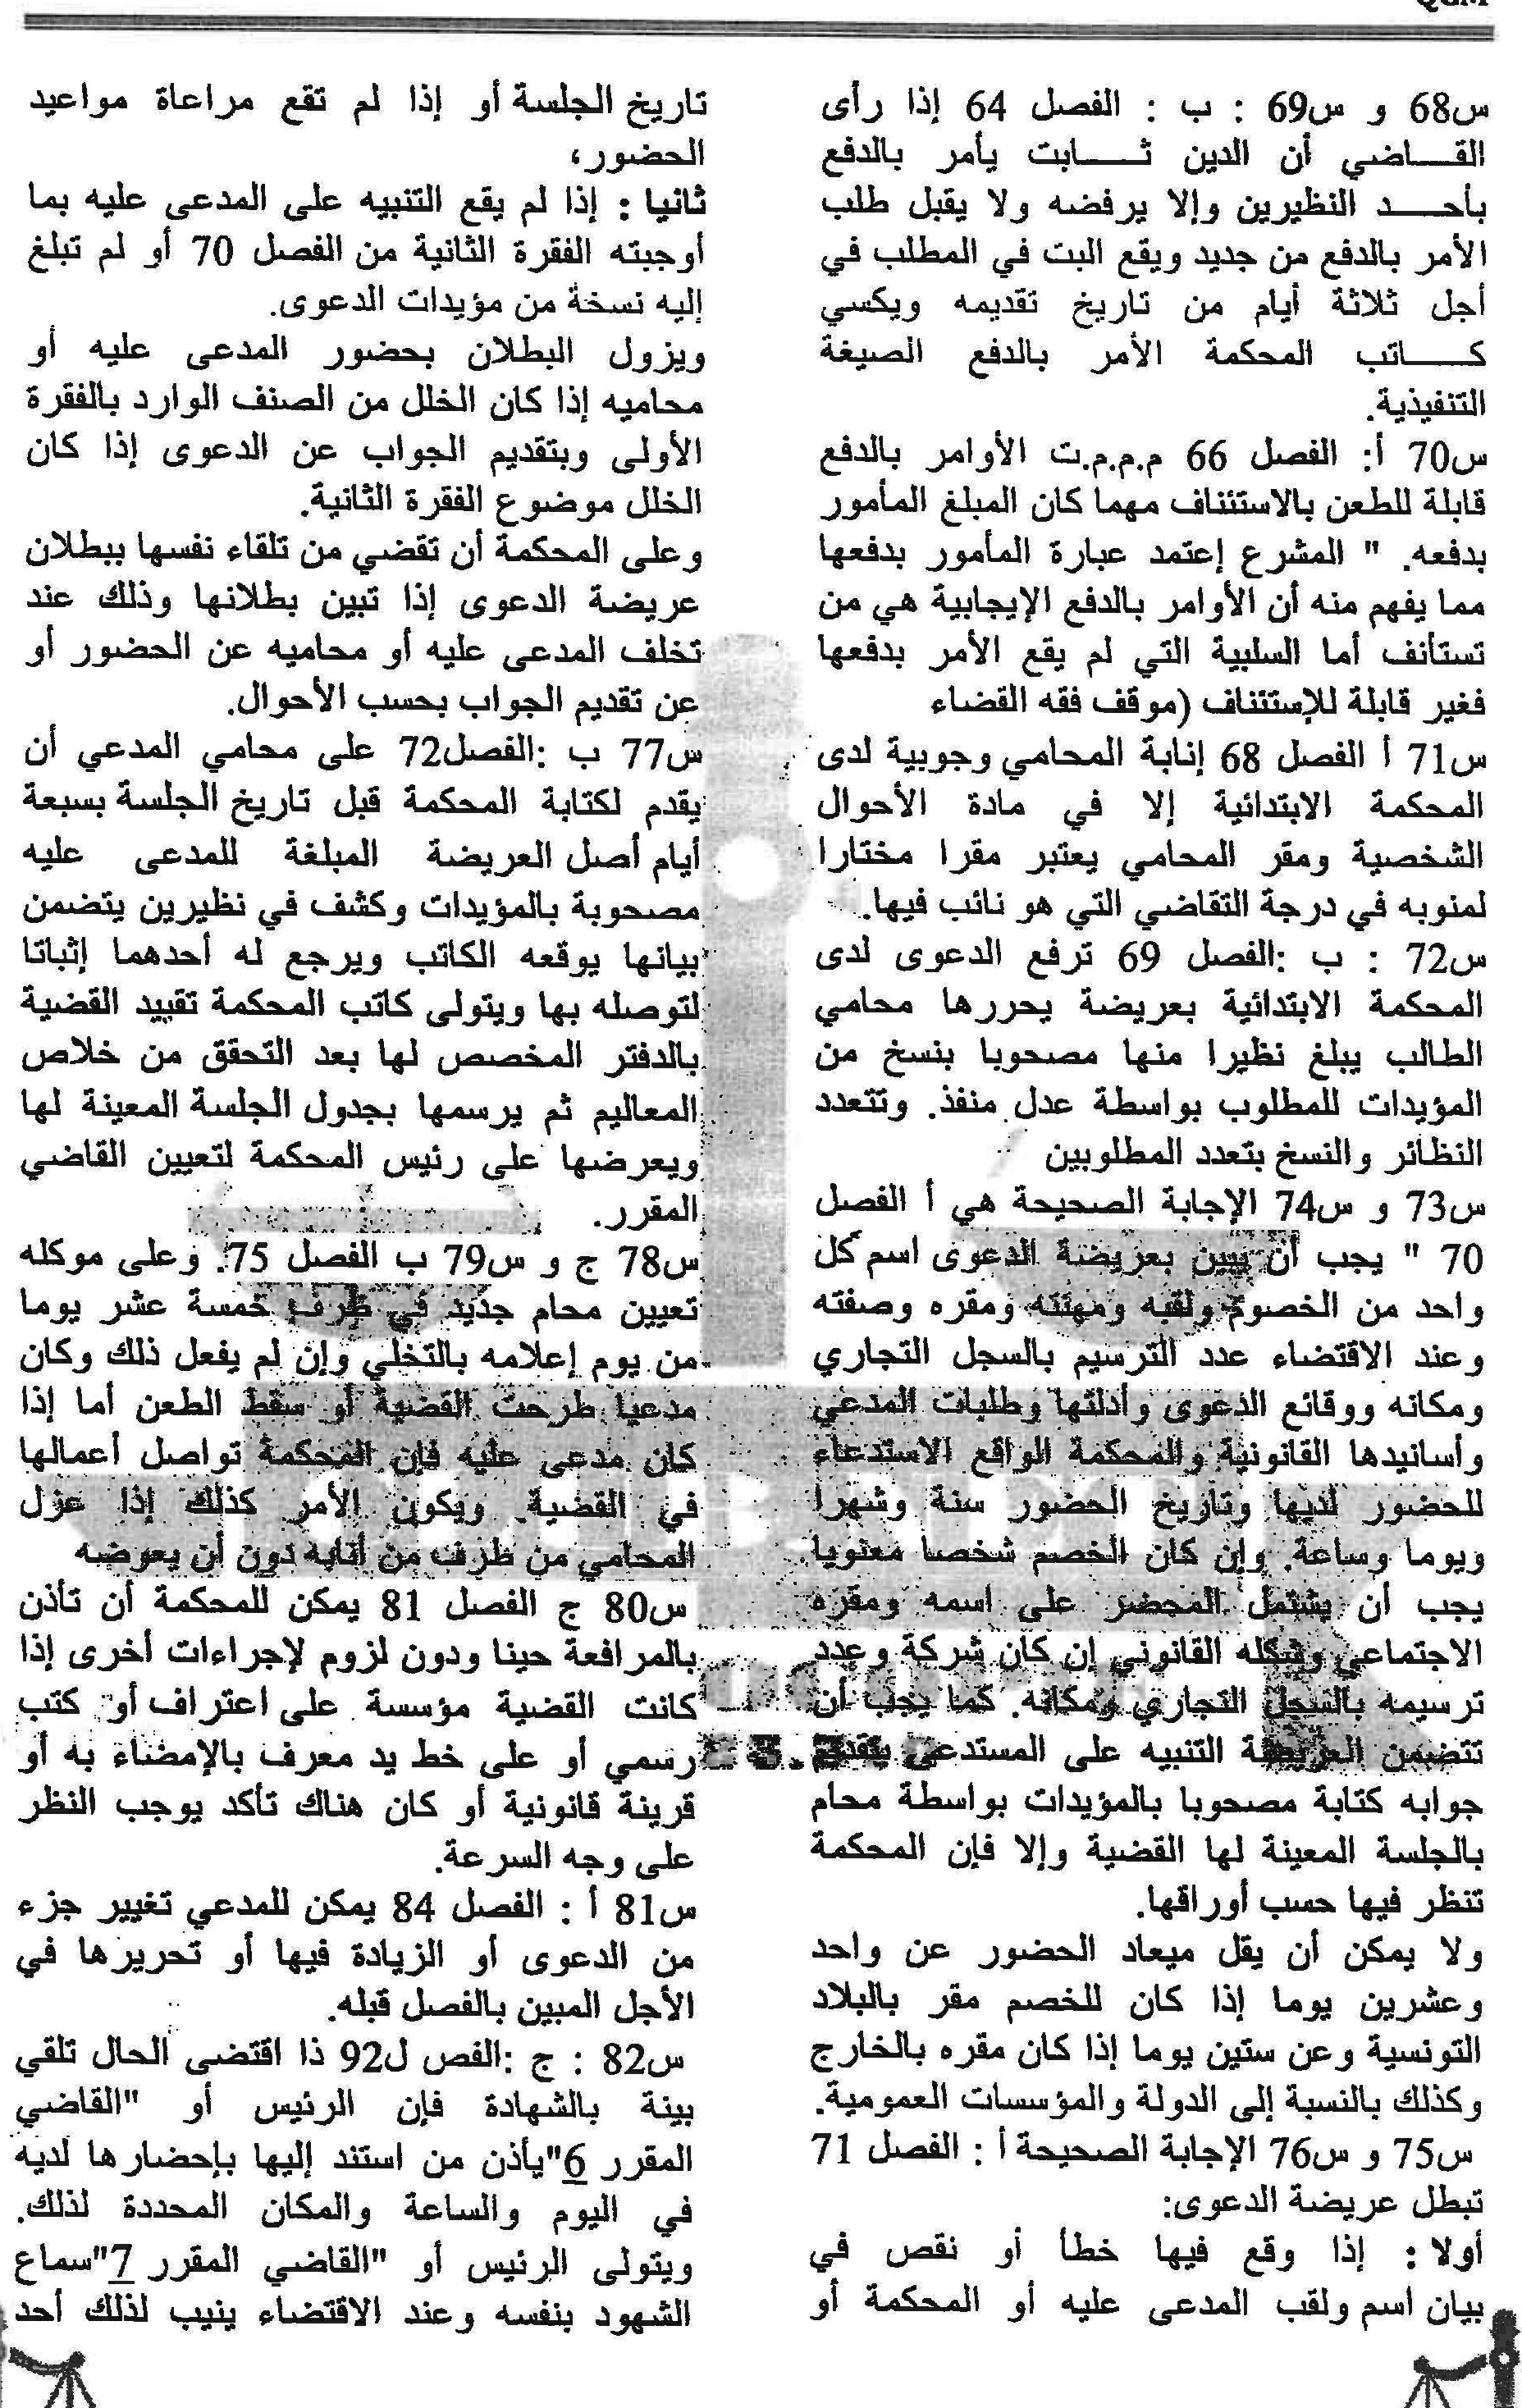 س68 و س69 : ب : الفصل 64 إذا رأى
القـــاضي أن الدين ثـــابت يأمر بالدفع
بأحـــد النظيرين وإلا يرفضه ولا يقبل طلب
الأمر بالدفع من جديد ويقع البت في المطلب في
أجل ثلاثة أيام من تاريخ تقديمه ويكسي
كـــاتب المحكمة الأمر بالدفع الصيغة
التنفيذية.
س70 أ: الفصل 66 م.م.م.ت الأوامر بالدفع
قابلة للطعن بالاستئناف مهما كان المبلغ المأمور
بدفعه. " المشرع إعتمد عبارة المأمور بدفعها
مما يفهم منه أن الأوامر بالدفع الإيجابية هي من
تستأنف أما السلبية التي لم يقع الأمر بدفعها
فغير قابلة للإستئناف (موقف فقه القضاء
س71 أ الفصل 68 إنابة المحامي وجوبية لدى
المحكمة الابتدائية إلا في مادة الأحوال
الشخصية ومقر المحامي يعتبر مقرا مختارا
لمنوبه في درجة التقاضي التي هو نائب فيها.
س72 : ب :الفصل 69 ترفع الدعوى لدى
المحكمة الابتدائية بعريضة يحررها محامي
الطالب يبلغ نظيرا منها مصحوبا بنسخ من
المؤيدات للمطلوب بواسطة عدل منفذ. وتتعدد
النظائر والنسخ بتعدد المطلوبين
س73 و س74 الإجابة الصحيحة هي أ الفصل
70 " يجب أن يبين بعريضة الدعوى اسم كل
واحد من الخصوم ولقبه ومهنته ومقره وصفته
وعند الاقتضاء عدد الترسيم بالسجل التجاري
ومكانه ووقائع الدعوى وأدلتها وطلبات المدعي
وأسانيدها القانونية والمحكمة الواقع الاستدعاء
للحضور لديها وتاريخ الحضور سنة وشهرا
ويوما وساعة. وإن كان الخصم شخصا معنويا
يجب أن يشتمل المحضر على اسمه ومقره
الاجتماعي وشكله القانوني إن كان شركة وعدد
ترسيمه بالسجل التجاري ومكانه. كما يجب أن
تتضمن العريضة التنبيه على المستدعى بتقديم
جوابه كتابة مصحوبا بالمؤيدات بواسطة محام
بالجلسة المعينة لها القضية وإلا فإن المحكمة
تنظر فيها حسب أوراقها.
ولا يمكن أن يقل ميعاد الحضور عن واحد
وعشرين يوما إذا كان للخصم مقر بالبلاد
التونسية وعن ستين يوما إذا كان مقره بالخارج
وكذلك بالنسبة إلى الدولة والمؤسسات العمومية.
س75 و س76 الإجابة الصحيحة أ : الفصل 71
تبطل عريضة الدعوى:
أولا : إذا وقع فيها خطأ أو نقص في
بيان اسم ولقب المدعى عليه أو المحكمة أو
تاريخ الجلسة أو إذا لم تقع مراعاة مواعيد
الحضور،
ثانيا : إذا لم يقع التنبيه على المدعى عليه بما
أوجبته الفقرة الثانية من الفصل 70 أو لم تبلغ
إليه نسخة من مؤيدات الدعوى.
ويزول البطلان بحضور المدعى عليه أو
محاميه إذا كان الخلل من الصنف الوارد بالفقرة
الأولى وبتقديم الجواب عن الدعوى إذا كان
الخلل موضوع الفقرة الثانية.
وعلى المحكمة أن تقضي من تلقاء نفسها ببطلان
عريضة الدعوى إذا تبين بطلانها وذلك عند
تخلف المدعى عليه أو محاميه عن الحضور أو
عن تقديم الجواب بحسب الأحوال.
س77 ب :الفصل72 على محامي المدعي أن
يقدم لكتابة المحكمة قبل تاريخ الجلسة بسبعة
أيام أصل العريضة المبلغة للمدعى عليه
مصحوبة بالمؤيدات وكشف في نظيرين يتضمن
بيانها يوقعه الكاتب ويرجع له أحدهما إثباتا
لتوصله بها ويتولى كاتب المحكمة تقييد القضية
بالدفتر المخصص لها بعد التحقق من خلاص
المعاليم ثم يرسمها بجدول الجلسة المعينة لها
ويعرضها على رئيس المحكمة لتعيين القاضي
المقرر.
س78 ج و س79 ب الفصل 75. وعلى موكله
تعيين محام جديد في ظرف خمسة عشر يوما
من يوم إعلامه بالتخلي وإن لم يفعل ذلك وكان
مدعيا طرحت القضية أو سقط الطعن أما إذا
كان مدعى عليه فإن المحكمة تواصل أعمالها
في القضية. ويكون الأمر كذلك إذا عزل
المحامي من طرف من أنابه دون أن يعوضه
س80 ج الفصل 81 يمكن للمحكمة أن تأذن
بالمرافعة حينا ودون لزوم لإجراءات أخرى إذا
كانت القضية مؤسسة على اعتراف أو كتب
رسمي أو على خط يد معرف بالإمضاء به أو
قرينة قانونية أو كان هناك تأكد يوجب النظر
على وجه السرعة.
س81 أ : الفصل 84 يمكن للمدعي تغيير جزء
من الدعوى أو الزيادة فيها أو تحريرها في
الأجل المبين بالفصل قبله.
س82 : ج :الفص ل92 ذا اقتضى الحال تلقي
بينة بالشهادة فإن الرئيس أو "القاضي
المقرر 6"يأذن من استند إليها بإحضارها لديه
في اليوم والساعة والمكان المحددة لذلك.
ويتولى الرئيس أو "القاضي المقرر 7"سماع
الشهود بنفسه وعند الاقتضاء ينيب لذلك أحد